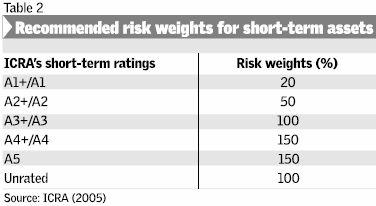 Table 2
Recommended risk weights for short-term assets
ICRA's short-term ratings Risk weights (%)
A1+/A1 20
A2+/A2 50
A3+/A3 100
A4+/A4 150
A5 150
Unrated 100
Source: ICRA (2005)